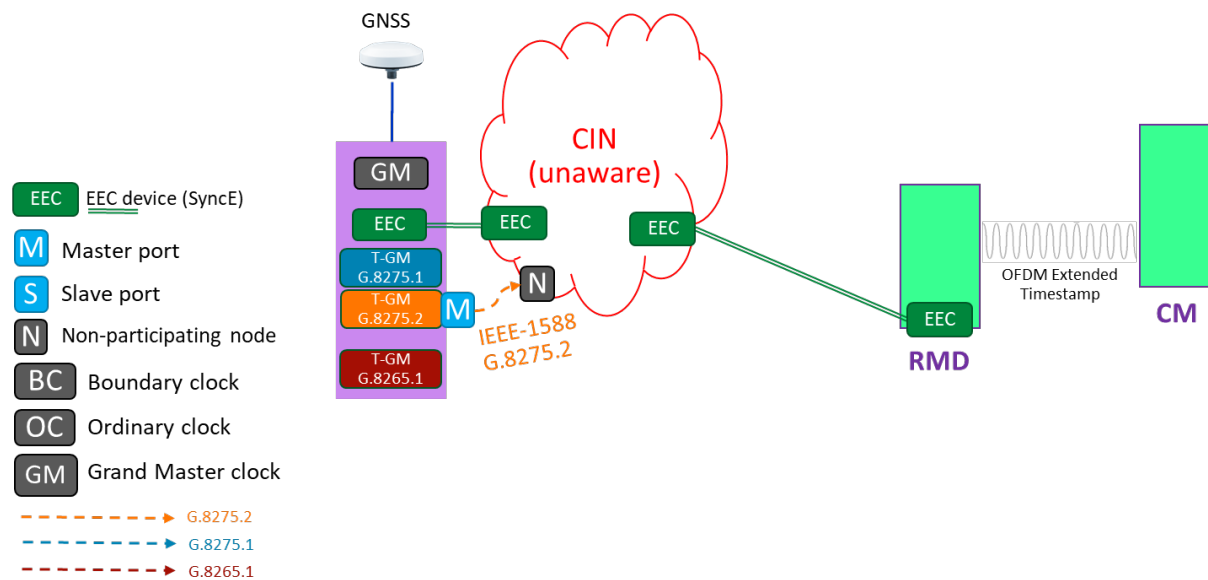 GNSS
GM
EEC
EEC
T-GM
G.8275.1
T-GM
G.8275.2
M
N
IEEE-1588
G.8275.2
T-GM
G.8265.1
CIN
(unaware)
EEC
EEC
RMD
OFDM Extended
Timestamp
CM
EEC
EEC device (SyncE)
M
Master port
S
Slave port
N
Non-participating node
BC
Boundary clock
OC
Ordinary clock
GM
Grand Master clock
G.8275.2
G.8275.1
G.8265.1